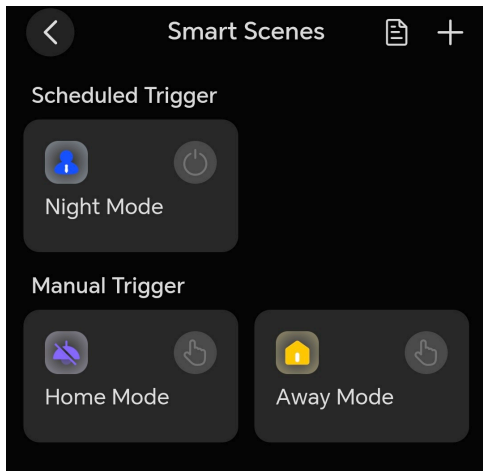 Smart Scenes
Scheduled Trigger
Night Mode
Manual Trigger
Home Mode
Away Mode